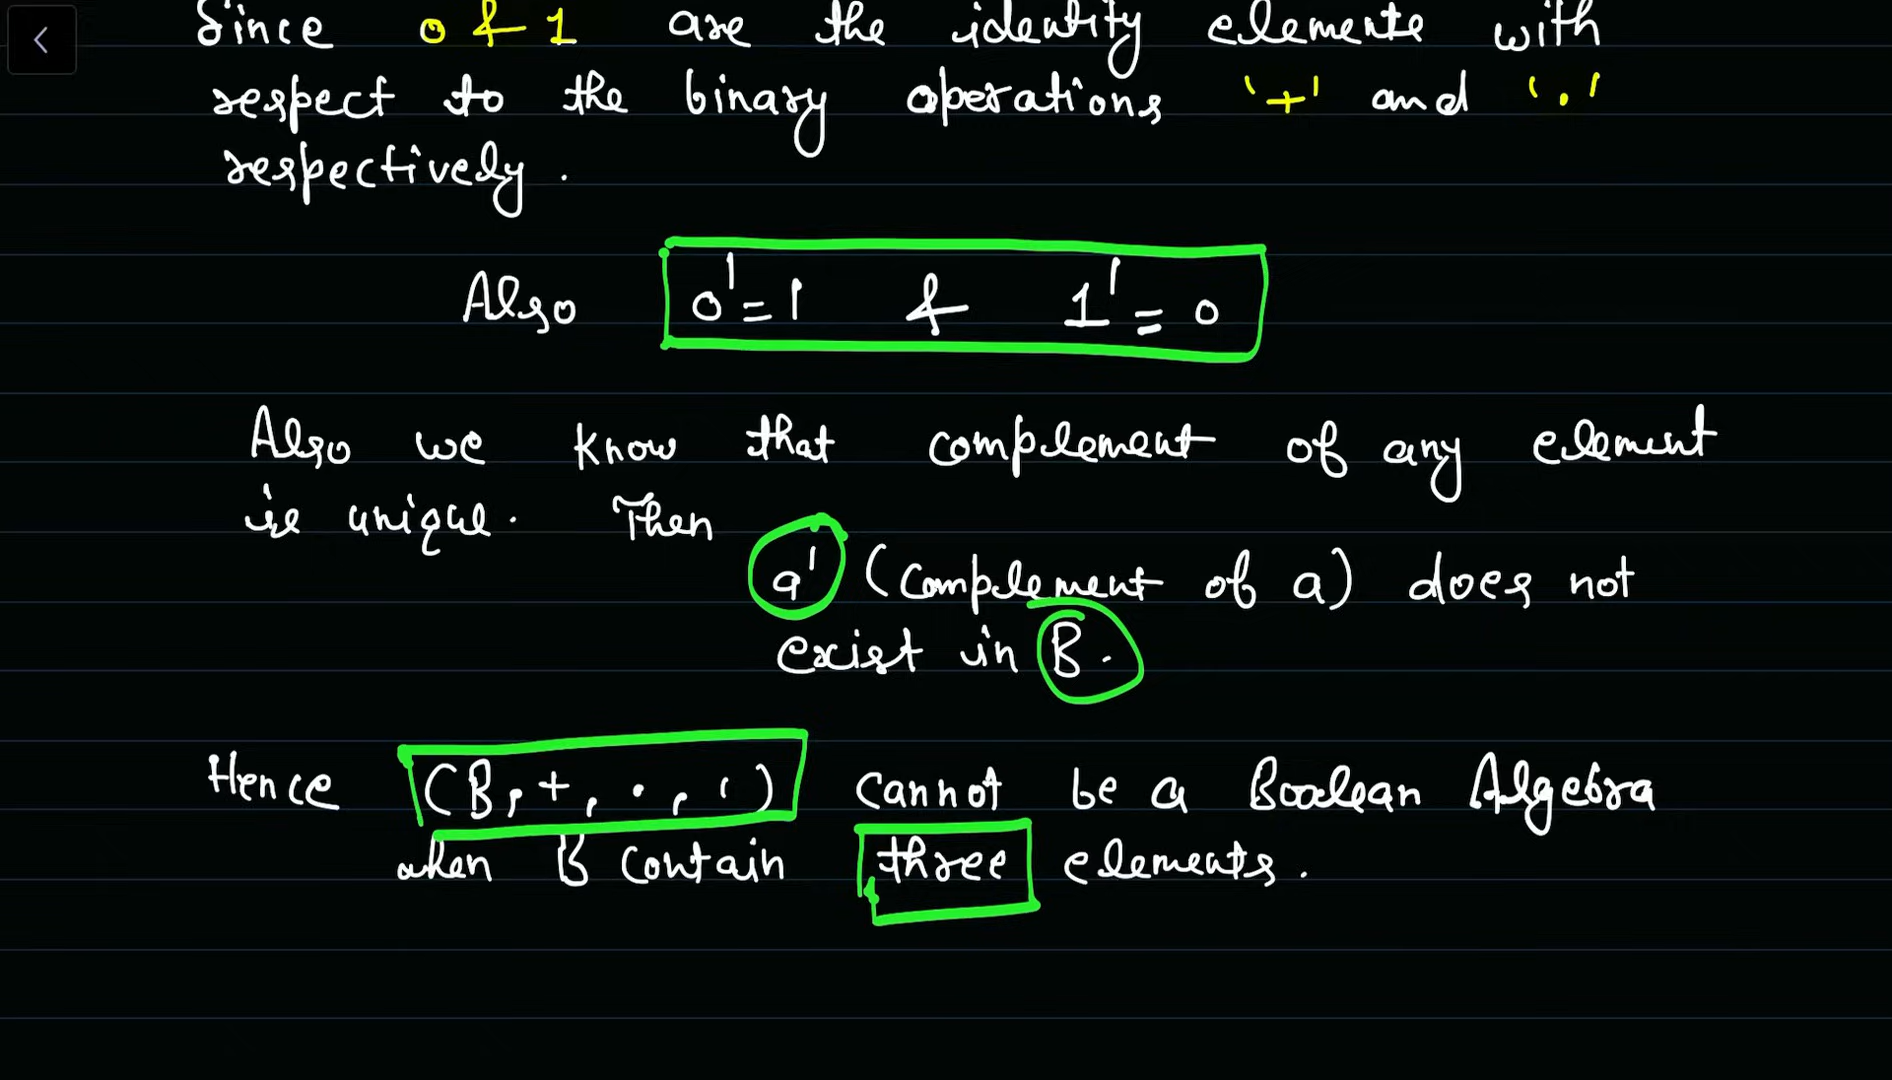 Since 0 & 1 are the identity elements with
respect to the binary operations '+' and '.'
respectively.
Also 0' = 1 & 1' = 0
Also we know that complement of any element
is unique. Then
a' (complement of a) does not
exist in B.
Hence (B, +, ·, ') cannot be a Boolean Algebra
when B contain three elements.